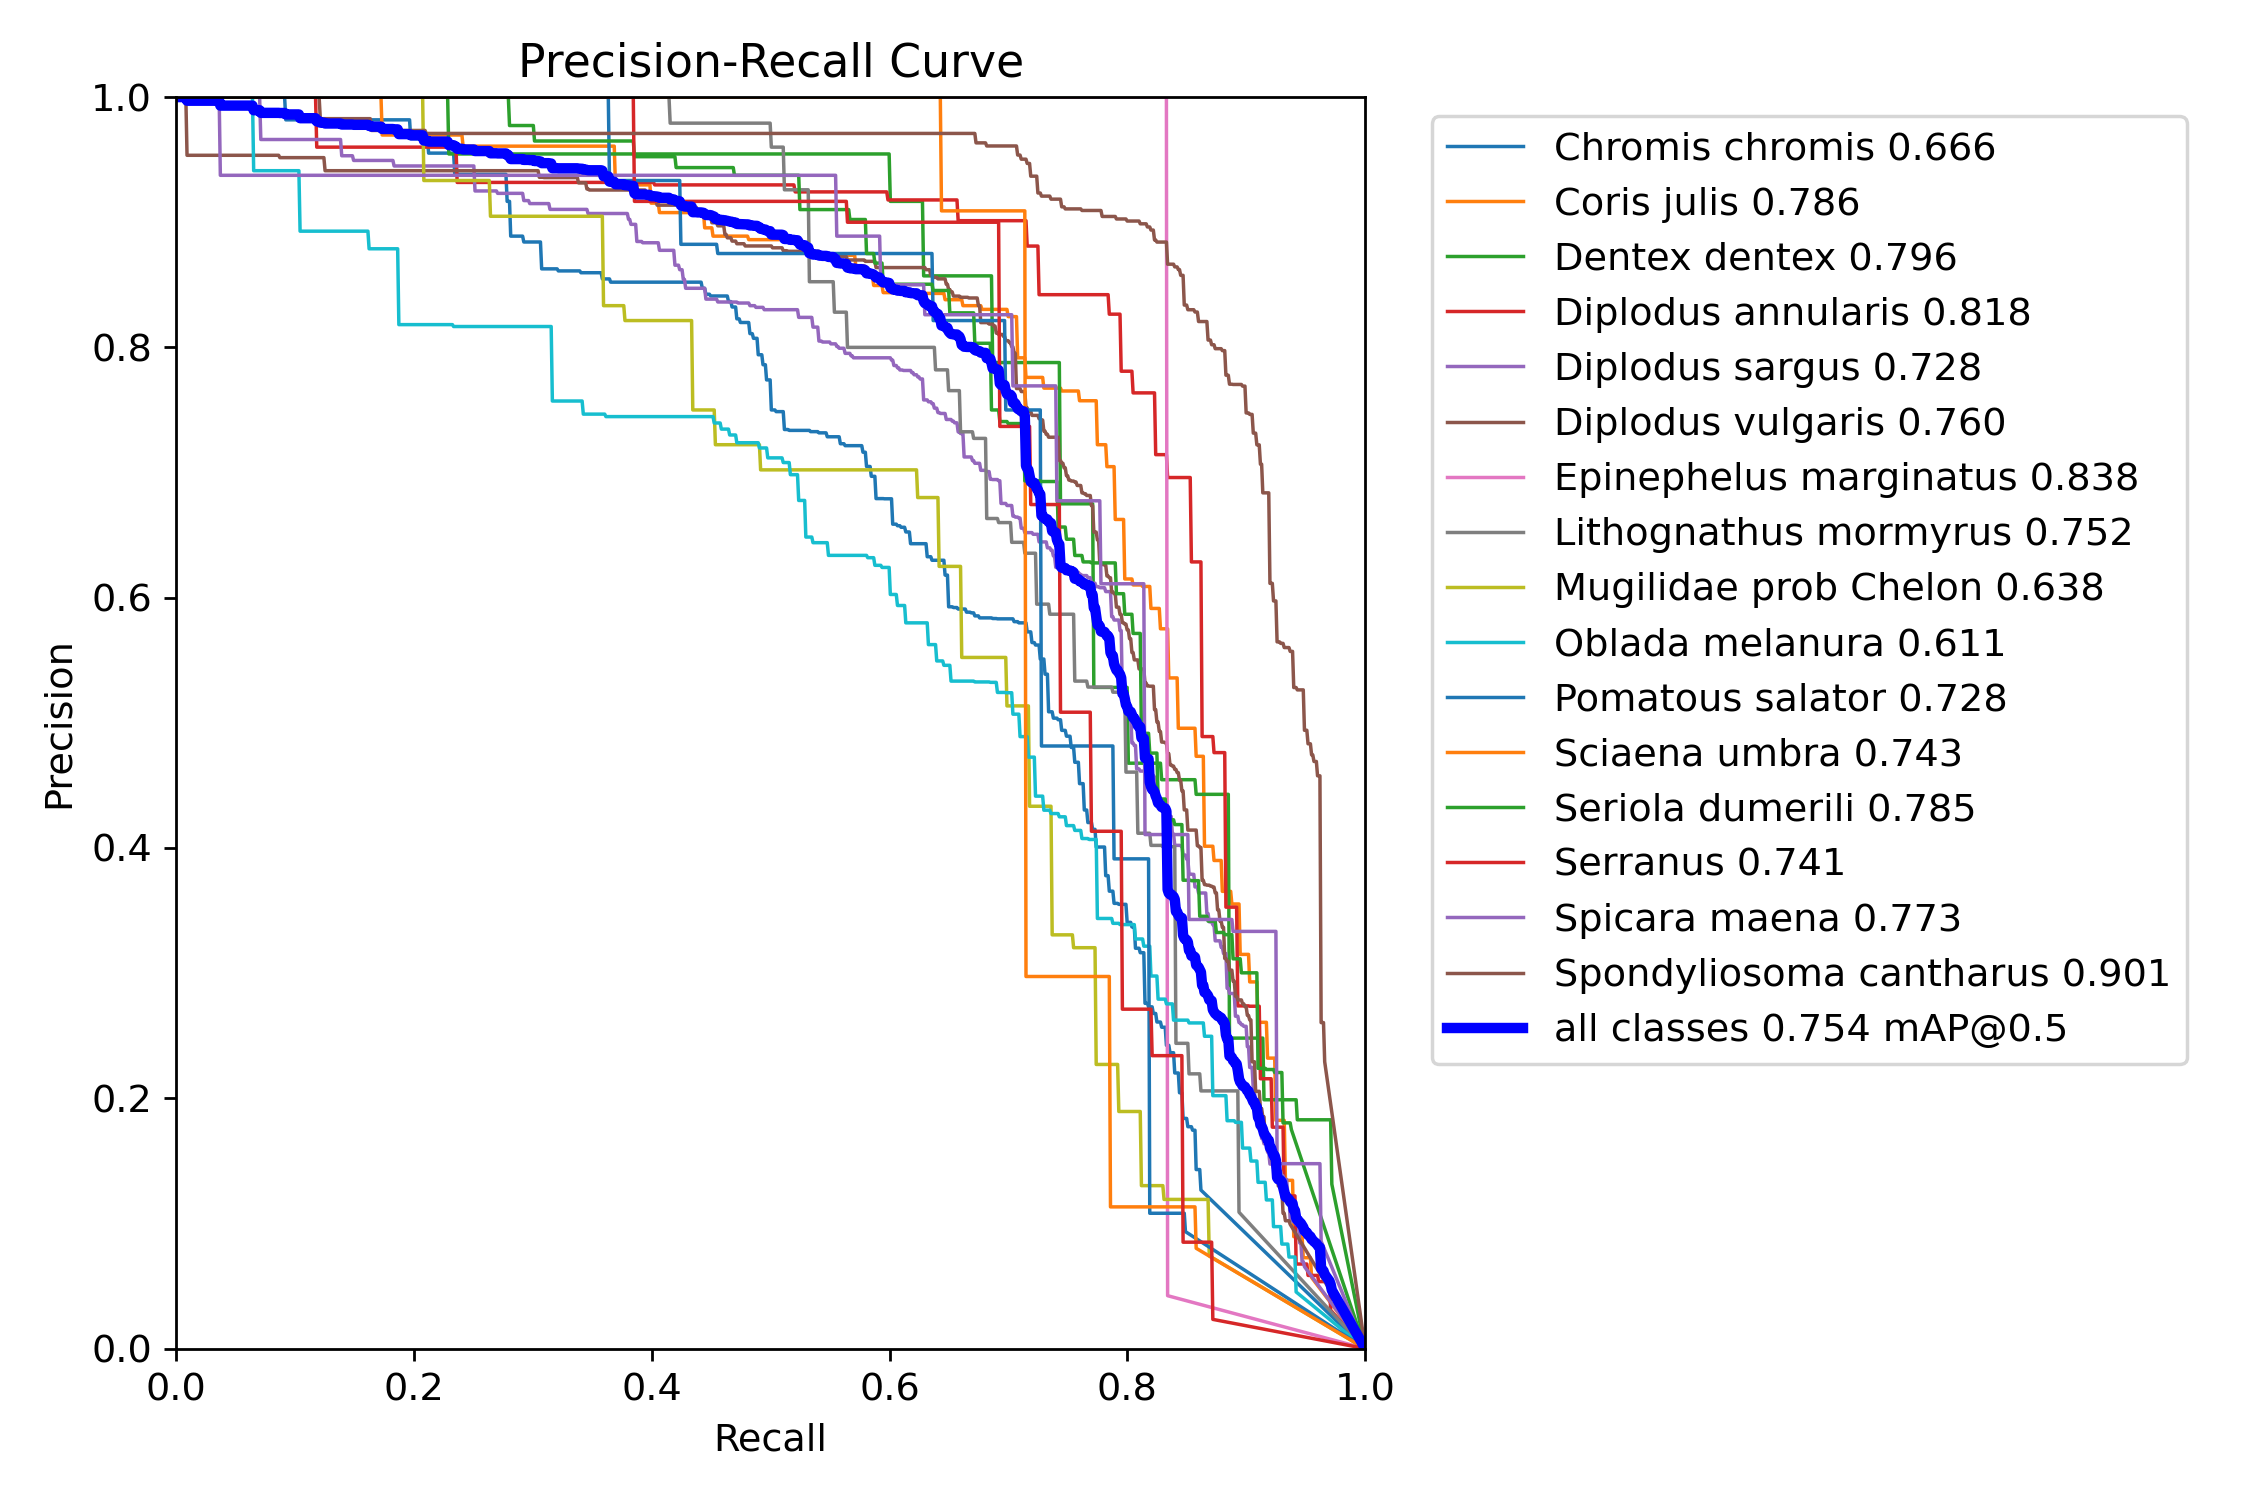 Precision-Recall Curve
1.0
0.8
0.6
0.4
0.2
0.0
Precision
0.0 0.2 0.4 0.6 0.8 1.0
Recall
Chromis chromis 0.666
Coris julis 0.786
Dentex dentex 0.796
Diplodus annularis 0.818
Diplodus sargus 0.728
Diplodus vulgaris 0.760
Epinephelus marginatus 0.838
Lithognathus mormyrus 0.752
Mugilidae prob Chelon 0.638
Oblada melanura 0.611
Pomatous salator 0.728
Sciaena umbra 0.743
Seriola dumerili 0.785
Serranus 0.741
Spicara maena 0.773
Spondyliosoma cantharus 0.901
all classes 0.754 mAP@0.5